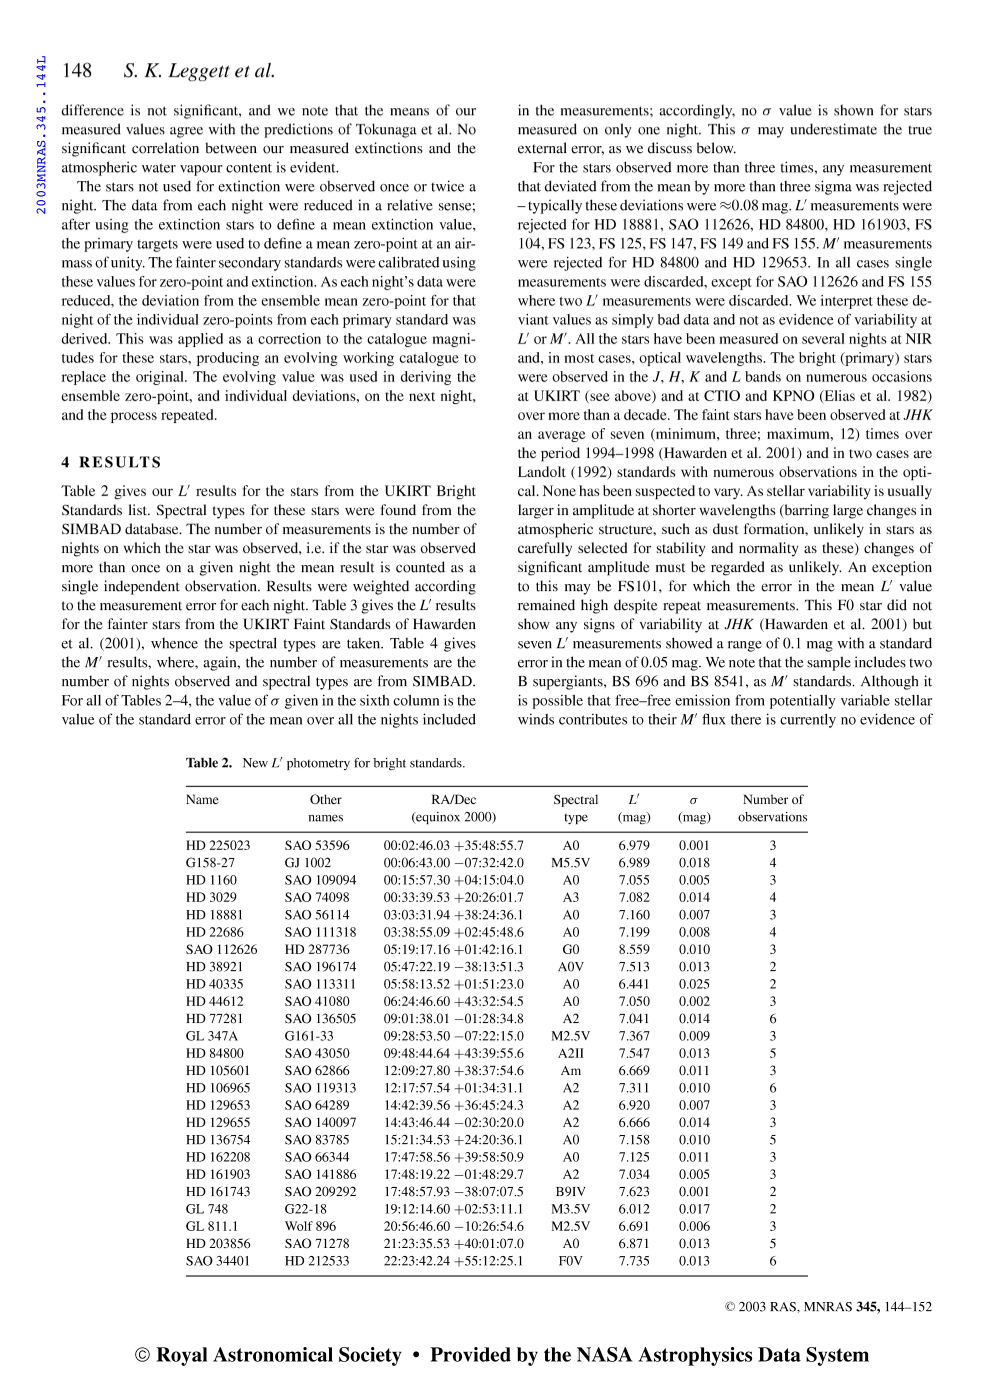 2003MNRAS.345..144L
148 S. K. Leggett et al.
difference is not significant, and we note that the means of our
measured values agree with the predictions of Tokunaga et al. No
significant correlation between our measured extinctions and the
atmospheric water vapour content is evident.
The stars not used for extinction were observed once or twice a
night. The data from each night were reduced in a relative sense;
after using the extinction stars to define a mean extinction value,
the primary targets were used to define a mean zero-point at an air-
mass of unity. The fainter secondary standards were calibrated using
these values for zero-point and extinction. As each night's data were
reduced, the deviation from the ensemble mean zero-point for that
night of the individual zero-points from each primary standard was
derived. This was applied as a correction to the catalogue magni-
tudes for these stars, producing an evolving working catalogue to
replace the original. The evolving value was used in deriving the
ensemble zero-point, and individual deviations, on the next night,
and the process repeated.
4 RESULTS
Table 2 gives our L′ results for the stars from the UKIRT Bright
Standards list. Spectral types for these stars were found from the
SIMBAD database. The number of measurements is the number of
nights on which the star was observed, i.e. if the star was observed
more than once on a given night the mean result is counted as a
single independent observation. Results were weighted according
to the measurement error for each night. Table 3 gives the L′ results
for the fainter stars from the UKIRT Faint Standards of Hawarden
et al. (2001), whence the spectral types are taken. Table 4 gives
the M′ results, where, again, the number of measurements are the
number of nights observed and spectral types are from SIMBAD.
For all of Tables 2–4, the value of σ given in the sixth column is the
value of the standard error of the mean over all the nights included
in the measurements; accordingly, no σ value is shown for stars
measured on only one night. This σ may underestimate the true
external error, as we discuss below.
For the stars observed more than three times, any measurement
that deviated from the mean by more than three sigma was rejected
– typically these deviations were ≈0.08 mag. L′ measurements were
rejected for HD 18881, SAO 112626, HD 84800, HD 161903, FS
104, FS 123, FS 125, FS 147, FS 149 and FS 155. M′ measurements
were rejected for HD 84800 and HD 129653. In all cases single
measurements were discarded, except for SAO 112626 and FS 155
where two L′ measurements were discarded. We interpret these de-
viant values as simply bad data and not as evidence of variability at
L′ or M′. All the stars have been measured on several nights at NIR
and, in most cases, optical wavelengths. The bright (primary) stars
were observed in the J, H, K and L bands on numerous occasions
at UKIRT (see above) and at CTIO and KPNO (Elias et al. 1982)
over more than a decade. The faint stars have been observed at JHK
an average of seven (minimum, three; maximum, 12) times over
the period 1994–1998 (Hawarden et al. 2001) and in two cases are
Landolt (1992) standards with numerous observations in the opti-
cal. None has been suspected to vary. As stellar variability is usually
larger in amplitude at shorter wavelengths (barring large changes in
atmospheric structure, such as dust formation, unlikely in stars as
carefully selected for stability and normality as these) changes of
significant amplitude must be regarded as unlikely. An exception
to this may be FS101, for which the error in the mean L′ value
remained high despite repeat measurements. This F0 star did not
show any signs of variability at JHK (Hawarden et al. 2001) but
seven L′ measurements showed a range of 0.1 mag with a standard
error in the mean of 0.05 mag. We note that the sample includes two
B supergiants, BS 696 and BS 8541, as M′ standards. Although it
is possible that free–free emission from potentially variable stellar
winds contributes to their M′ flux there is currently no evidence of
Table 2. New L′ photometry for bright standards.
Name Other RA/Dec Spectral L′ σ Number of
names (equinox 2000) type (mag) (mag) observations
HD 225023 SAO 53596 00:02:46.03 +35:48:55.7 A0 6.979 0.001 3
G158-27 GJ 1002 00:06:43.00 −07:32:42.0 M5.5V 6.989 0.018 4
HD 1160 SAO 109094 00:15:57.30 +04:15:04.0 A0 7.055 0.005 3
HD 3029 SAO 74098 00:33:39.53 +20:26:01.7 A3 7.082 0.014 4
HD 18881 SAO 56114 03:03:31.94 +38:24:36.1 A0 7.160 0.007 3
HD 22686 SAO 111318 03:38:55.09 +02:45:48.6 A0 7.199 0.008 4
SAO 112626 HD 287736 05:19:17.16 +01:42:16.1 G0 8.559 0.010 3
HD 38921 SAO 196174 05:47:22.19 −38:13:51.3 A0V 7.513 0.013 2
HD 40335 SAO 113311 05:58:13.52 +01:51:23.0 A0 6.441 0.025 2
HD 44612 SAO 41080 06:24:46.60 +43:32:54.5 A0 7.050 0.002 3
HD 77281 SAO 136505 09:01:38.01 −01:28:34.8 A2 7.041 0.014 6
GL 347A G161-33 09:28:53.50 −07:22:15.0 M2.5V 7.367 0.009 3
HD 84800 SAO 43050 09:48:44.64 +43:39:55.6 A2II 7.547 0.013 5
HD 105601 SAO 62866 12:09:27.80 +38:37:54.6 Am 6.669 0.011 3
HD 106965 SAO 119313 12:17:57.54 +01:34:31.1 A2 7.311 0.010 6
HD 129653 SAO 64289 14:42:39.56 +36:45:24.3 A2 6.920 0.007 3
HD 129655 SAO 140097 14:43:46.44 −02:30:20.0 A2 6.666 0.014 3
HD 136754 SAO 83785 15:21:34.53 +24:20:36.1 A0 7.158 0.010 5
HD 162208 SAO 66344 17:47:58.56 +39:58:50.9 A0 7.125 0.011 3
HD 161903 SAO 141886 17:48:19.22 −01:48:29.7 A2 7.034 0.005 3
HD 161743 SAO 209292 17:48:57.93 −38:07:07.5 B9IV 7.623 0.001 2
GL 748 G22-18 19:12:14.60 +02:53:11.1 M3.5V 6.012 0.017 2
GL 811.1 Wolf 896 20:56:46.60 −10:26:54.6 M2.5V 6.691 0.006 3
HD 203856 SAO 71278 21:23:35.53 +40:01:07.0 A0 6.871 0.013 5
SAO 34401 HD 212533 22:23:42.24 +55:12:25.1 F0V 7.735 0.013 6
© 2003 RAS, MNRAS 345, 144–152
© Royal Astronomical Society • Provided by the NASA Astrophysics Data System